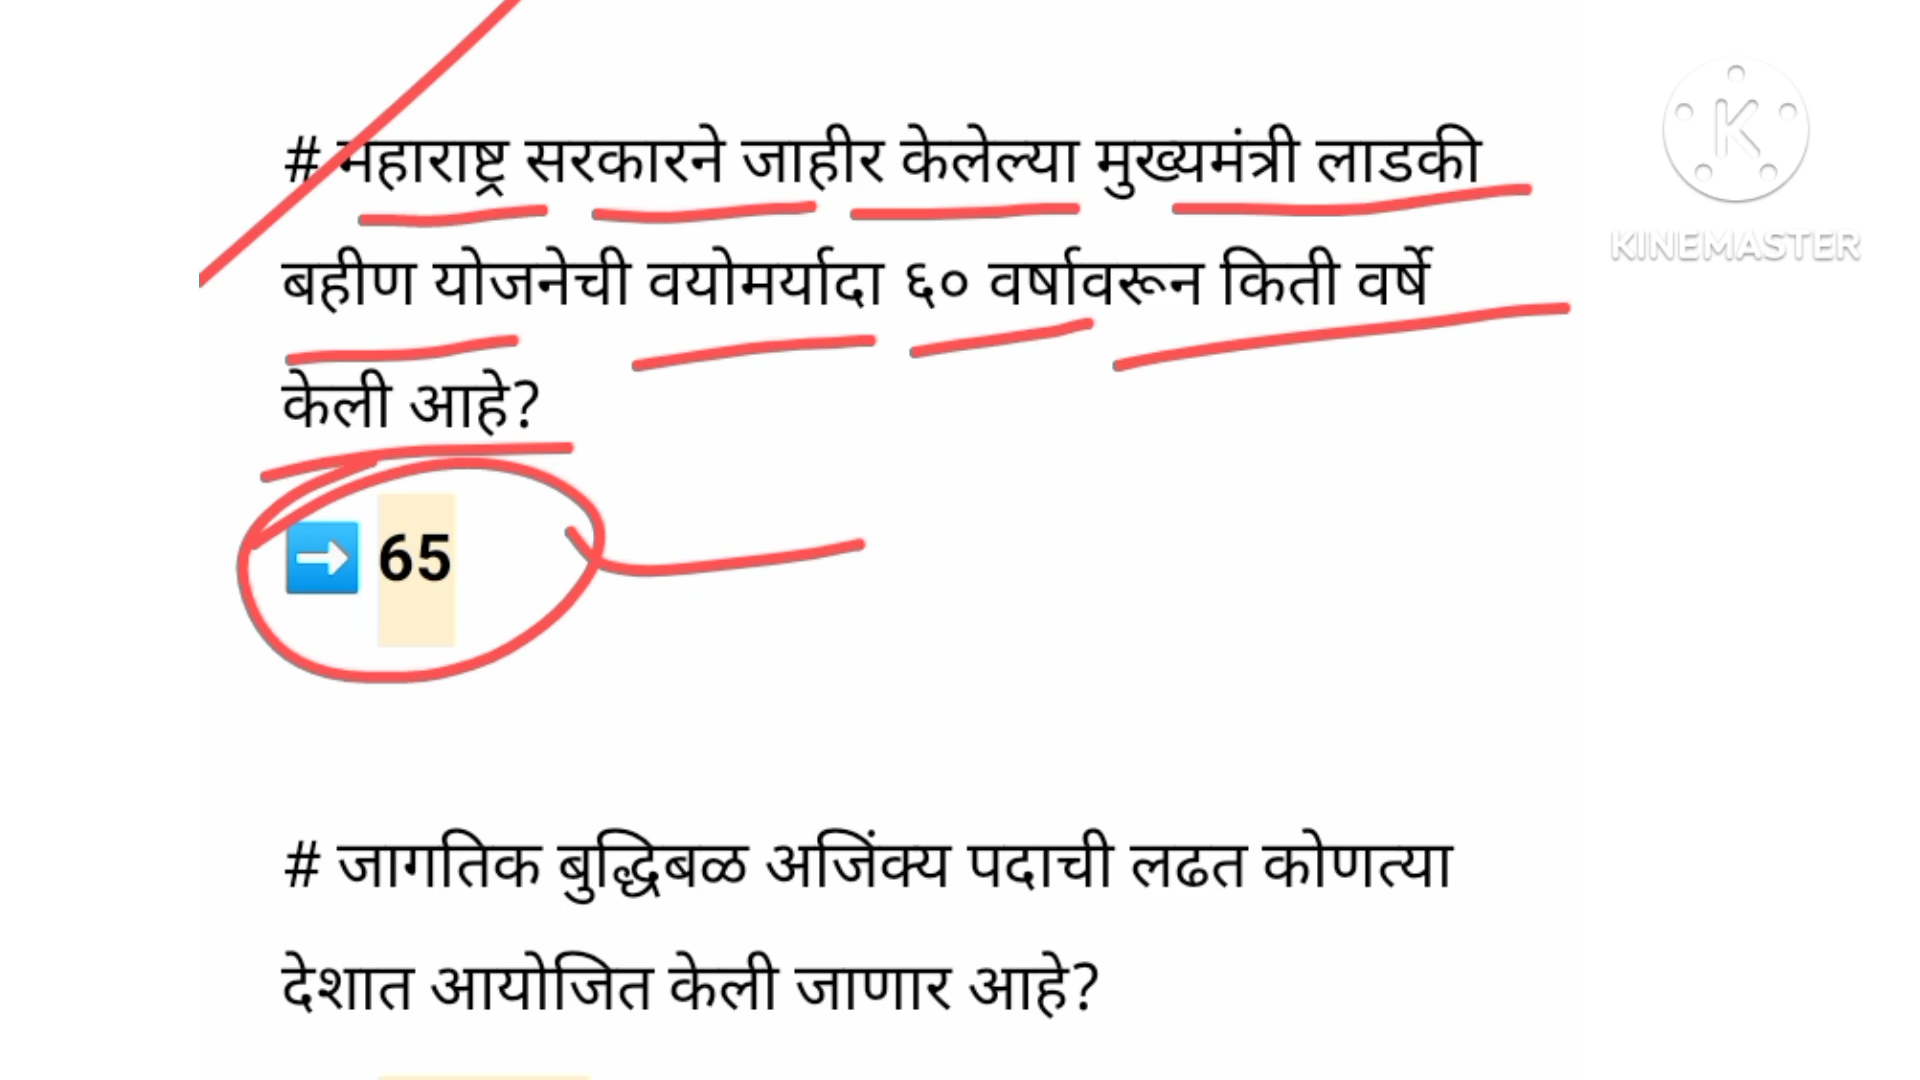 # महाराष्ट्र सरकारने जाहीर केलेल्या मुख्यमंत्री लाडकी
बहीण योजनेची वयोमर्यादा ६० वर्षावरून किती वर्षे
केली आहे?
➡️ 65
# जागतिक बुद्धिबळ अजिंक्य पदाची लढत कोणत्या
देशात आयोजित केली जाणार आहे?
K
KINEMASTER